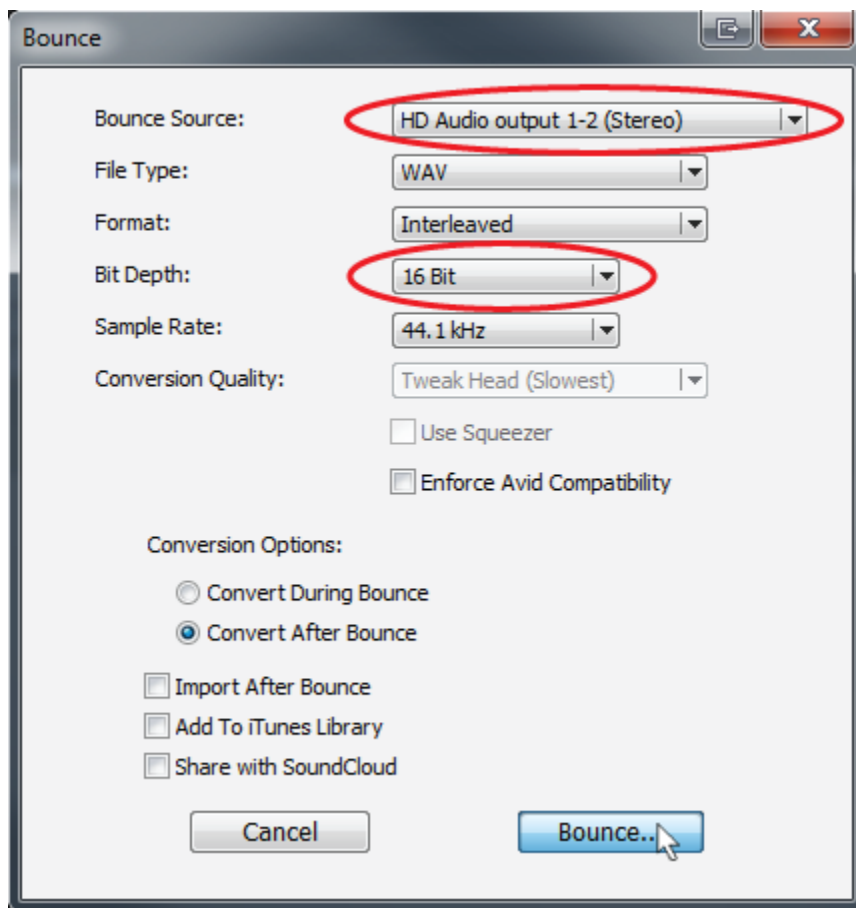 Bounce
Bounce Source: HD Audio output 1-2 (Stereo)
File Type: WAV
Format: Interleaved
Bit Depth: 16 Bit
Sample Rate: 44.1 kHz
Conversion Quality: Tweak Head (Slowest)
Use Squeezer
Enforce Avid Compatibility
Conversion Options:
Convert During Bounce
Convert After Bounce
Import After Bounce
Add To iTunes Library
Share with SoundCloud
Cancel Bounce...